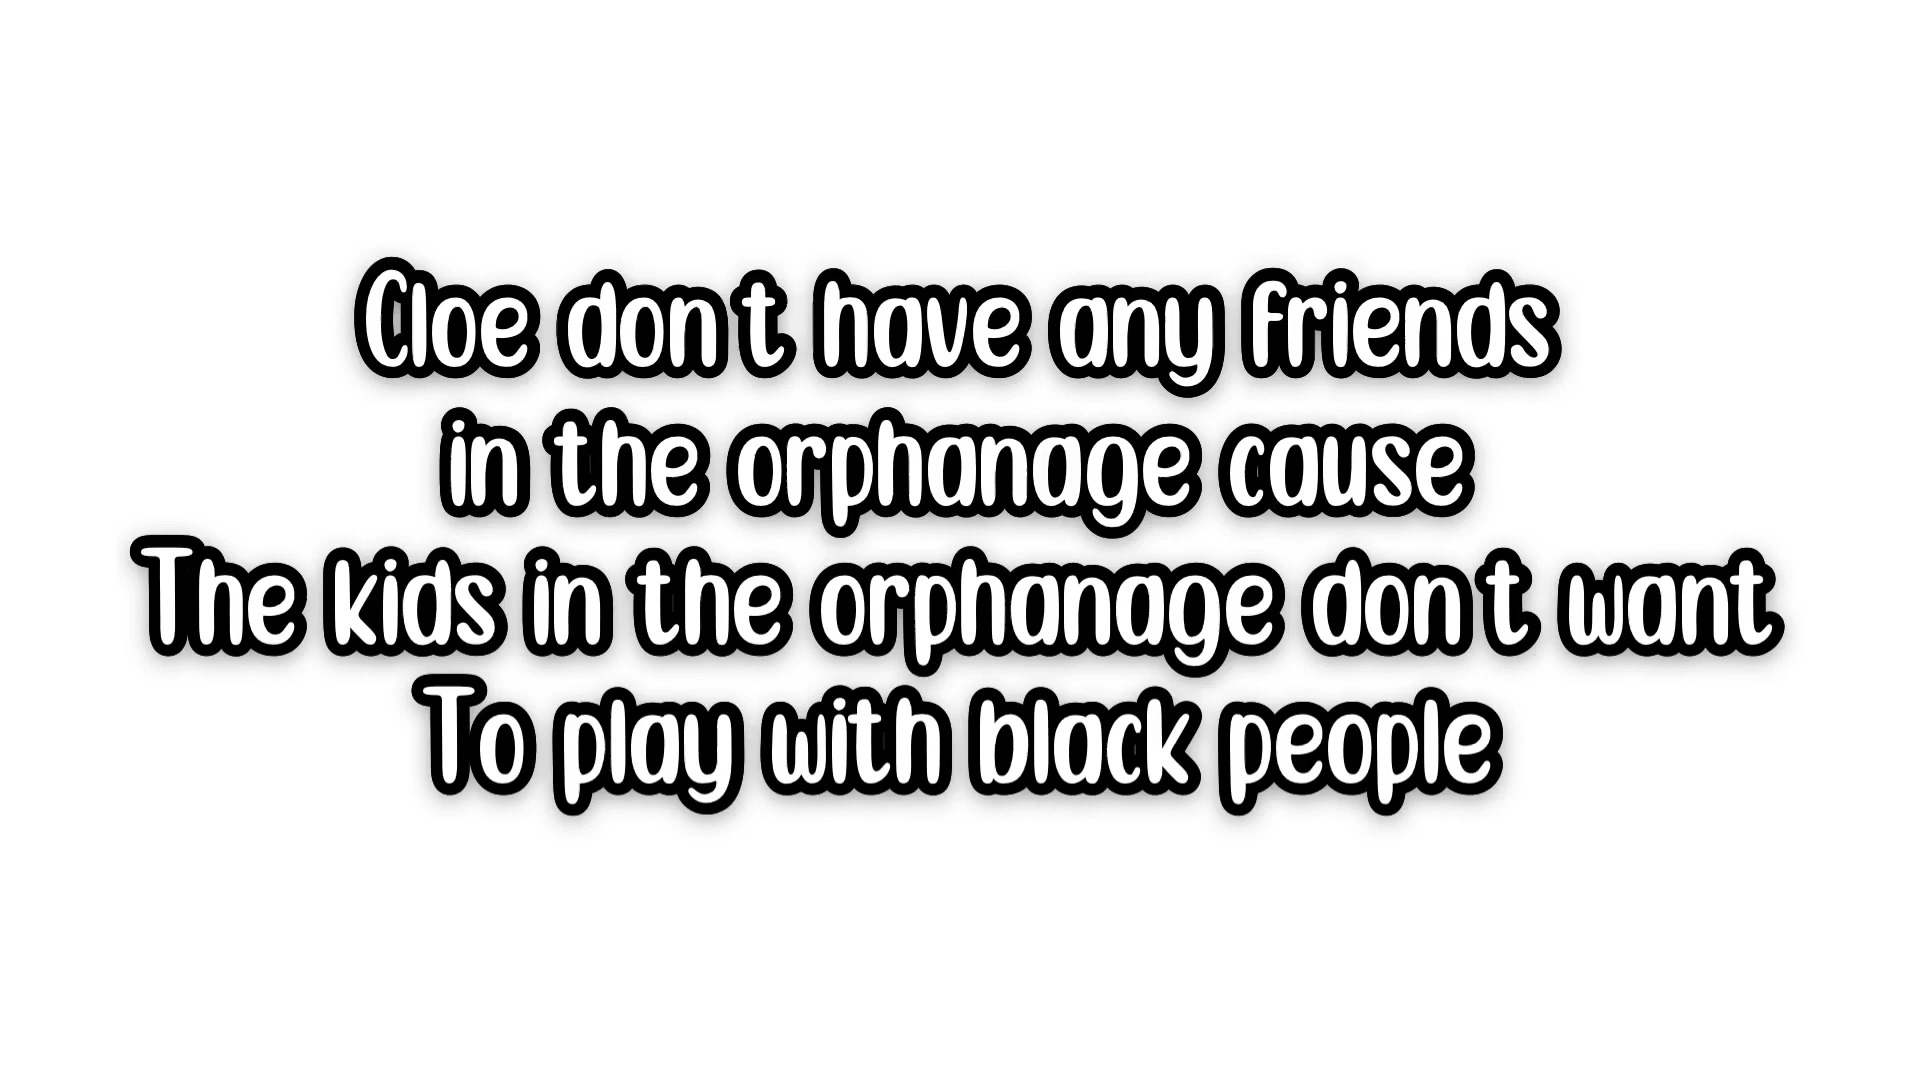 Cloe don t have any friends
in the orphanage cause
The kids in the orphanage don t want
To play with black people